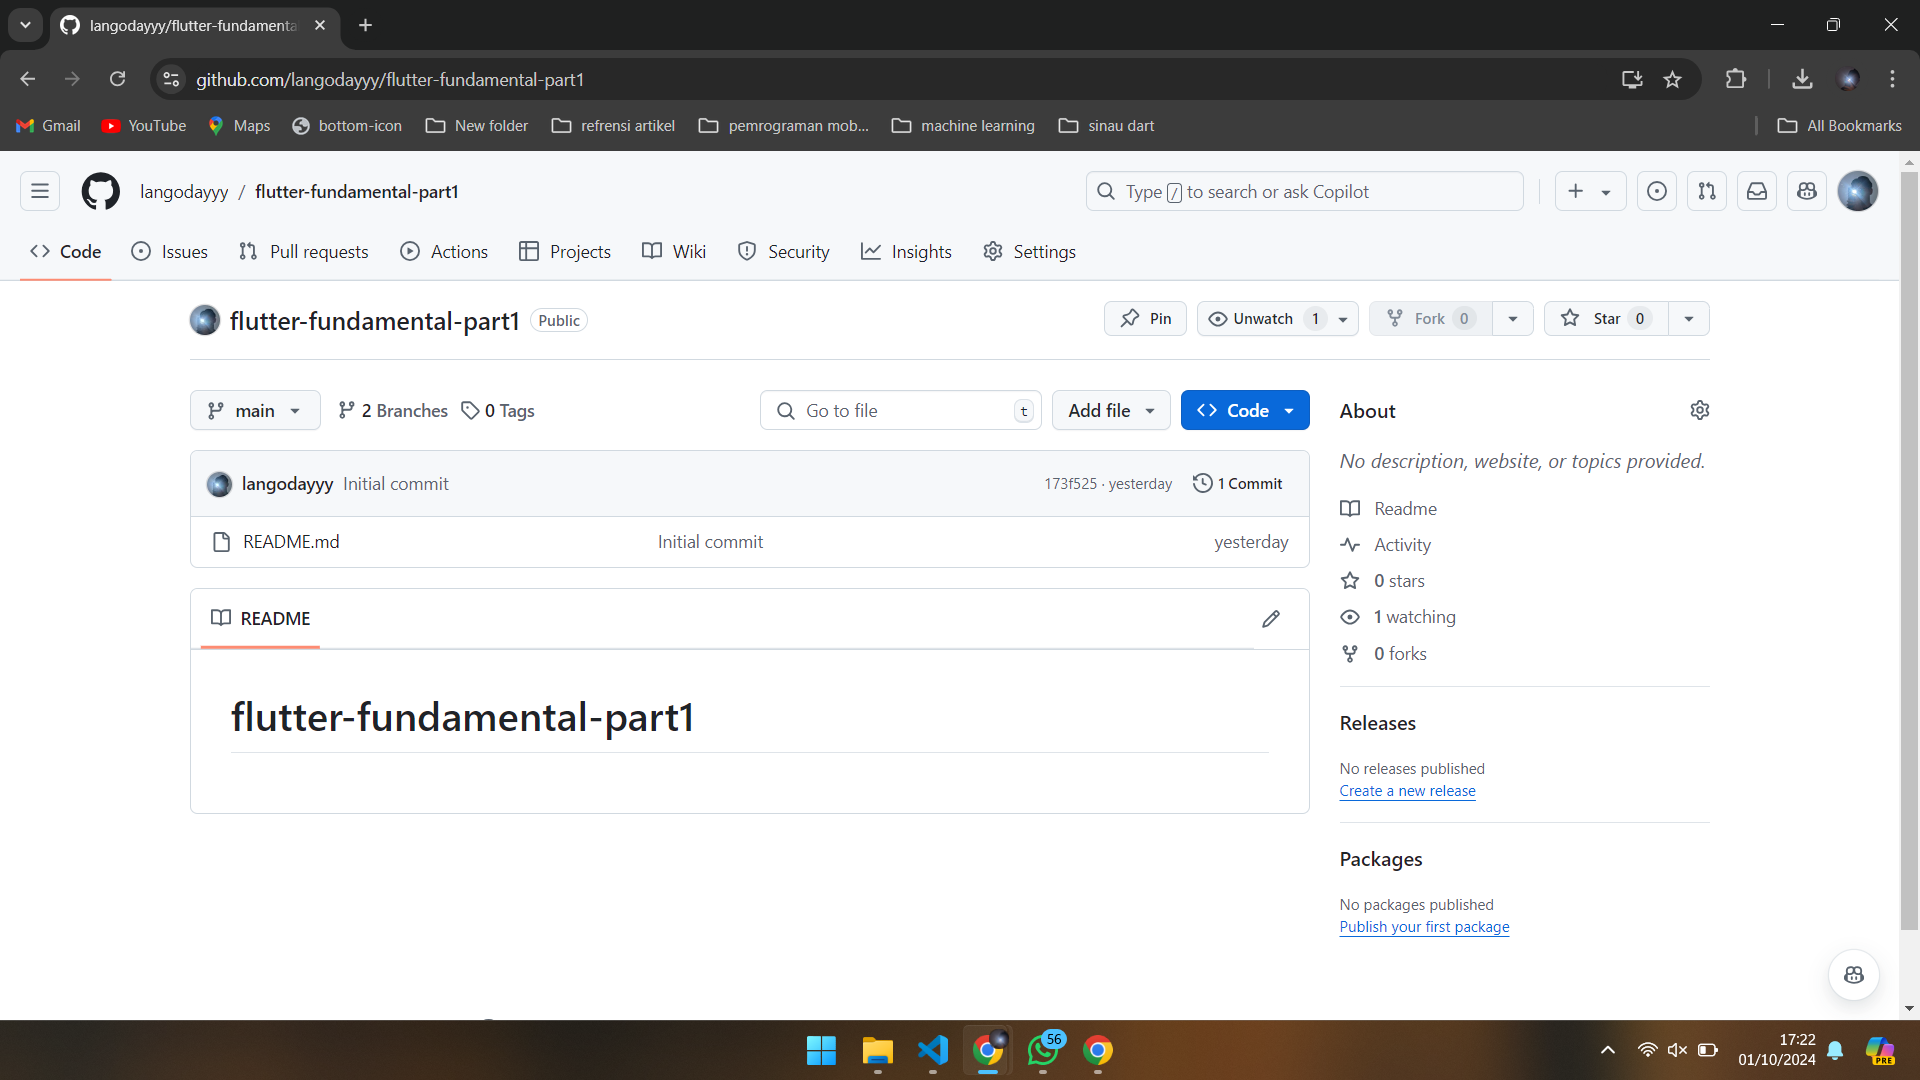 langodayyy/flutter-fundamenta
github.com/langodayyy/flutter-fundamental-part1
Gmail YouTube Maps bottom-icon New folder refrensi artikel pemrograman mob... machine learning sinau dart All Bookmarks
langodayyy / flutter-fundamental-part1 Type / to search or ask Copilot
Code Issues Pull requests Actions Projects Wiki Security Insights Settings
flutter-fundamental-part1 Public Pin Unwatch 1 Fork 0 Star 0
main 2 Branches 0 Tags Go to file t Add file Code
About
No description, website, or topics provided.
langodayyy Initial commit 173f525 · yesterday 1 Commit
README.md Initial commit yesterday
README
flutter-fundamental-part1
Readme
Activity
0 stars
1 watching
0 forks
Releases
No releases published
Create a new release
Packages
No packages published
Publish your first package
56
17:22
01/10/2024
PRE